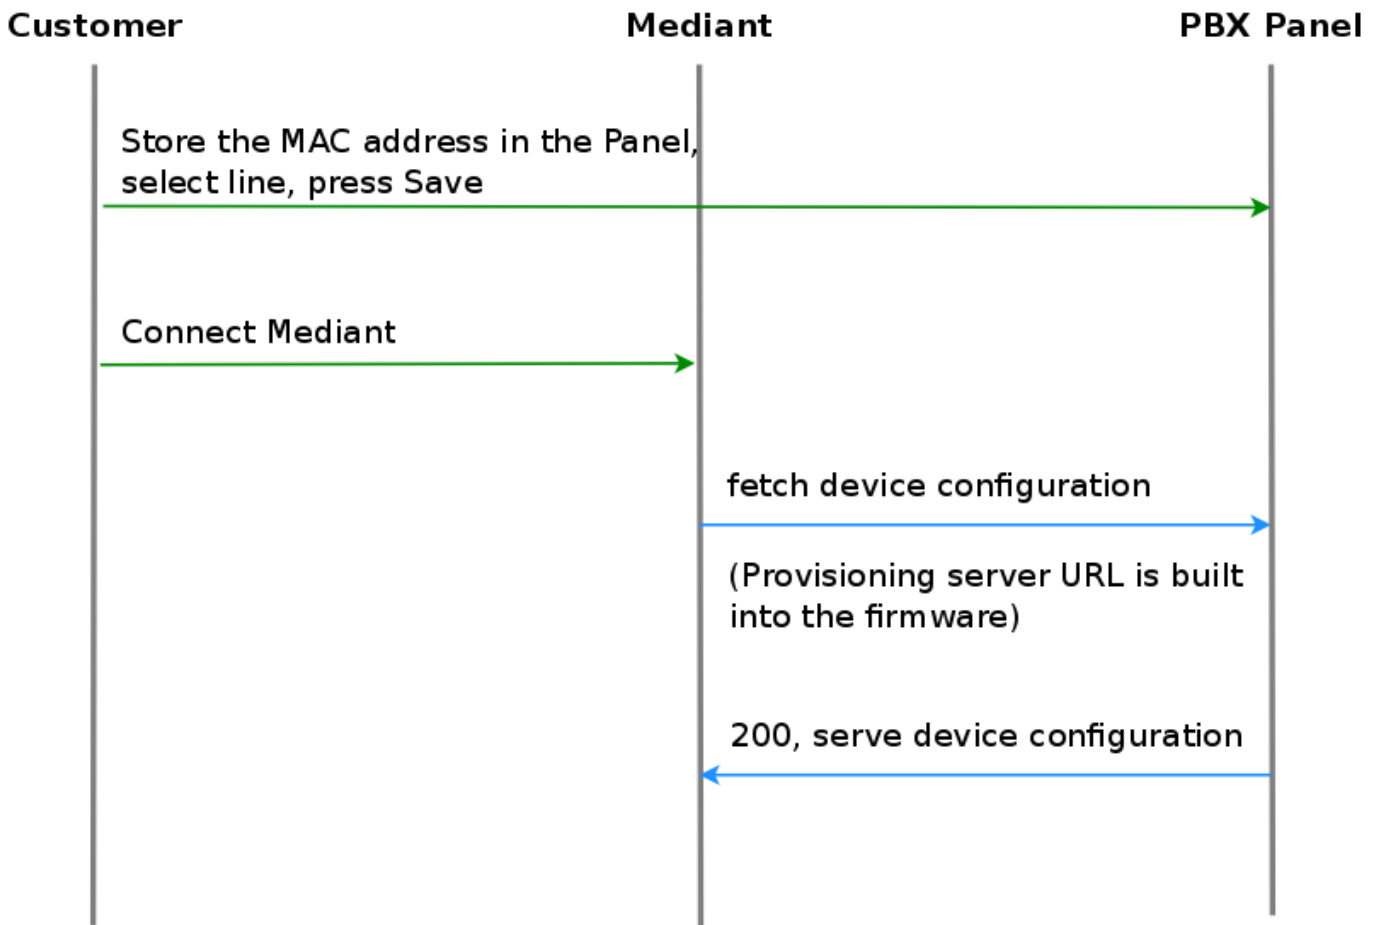 Customer Mediant PBX Panel
Store the MAC address in the Panel,
select line, press Save
Connect Mediant
fetch device configuration
(Provisioning server URL is built
into the firmware)
200, serve device configuration